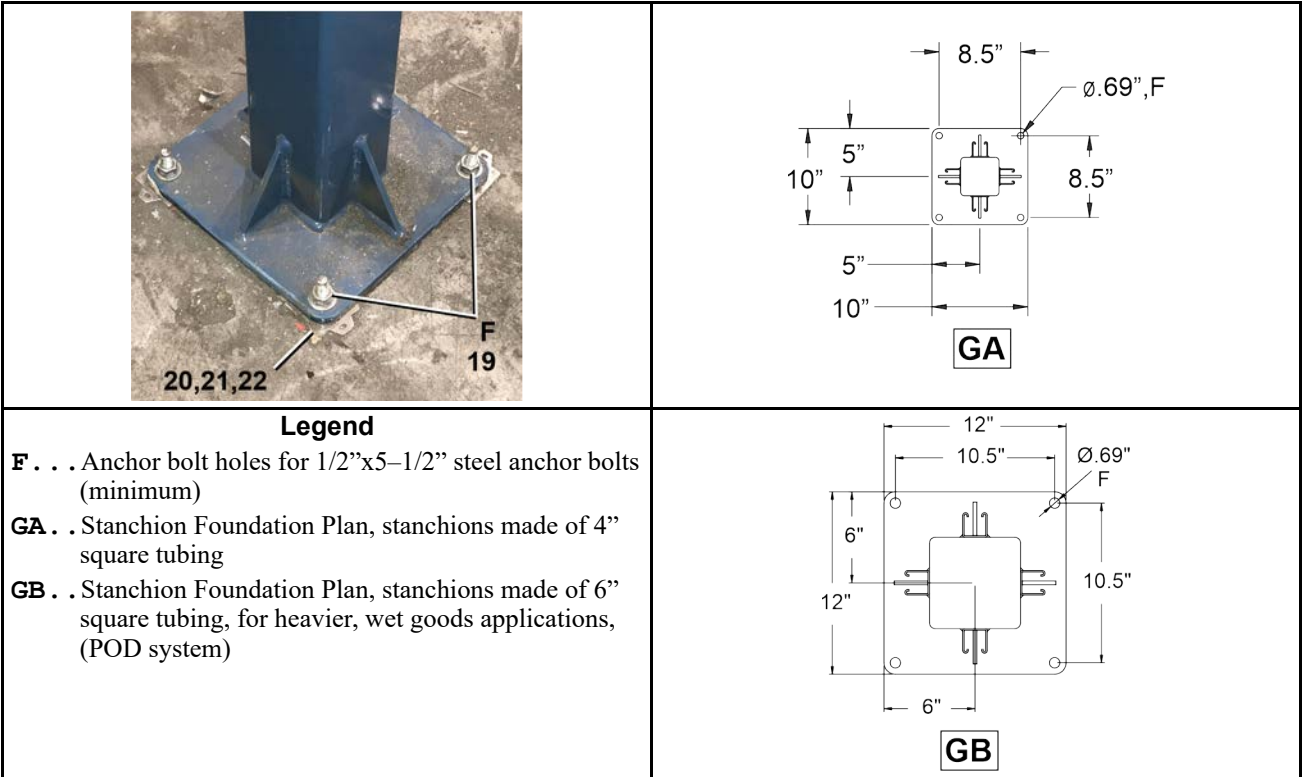 F
19
20,21,22
8.5”
Ø.69”,F
5”
10”
8.5”
5”
10”
GA
Legend
F...Anchor bolt holes for 1/2”x5–1/2” steel anchor bolts
(minimum)
GA..Stanchion Foundation Plan, stanchions made of 4”
square tubing
GB..Stanchion Foundation Plan, stanchions made of 6”
square tubing, for heavier, wet goods applications,
(POD system)
12"
10.5"
Ø.69"
F
6"
10.5"
12"
6"
GB